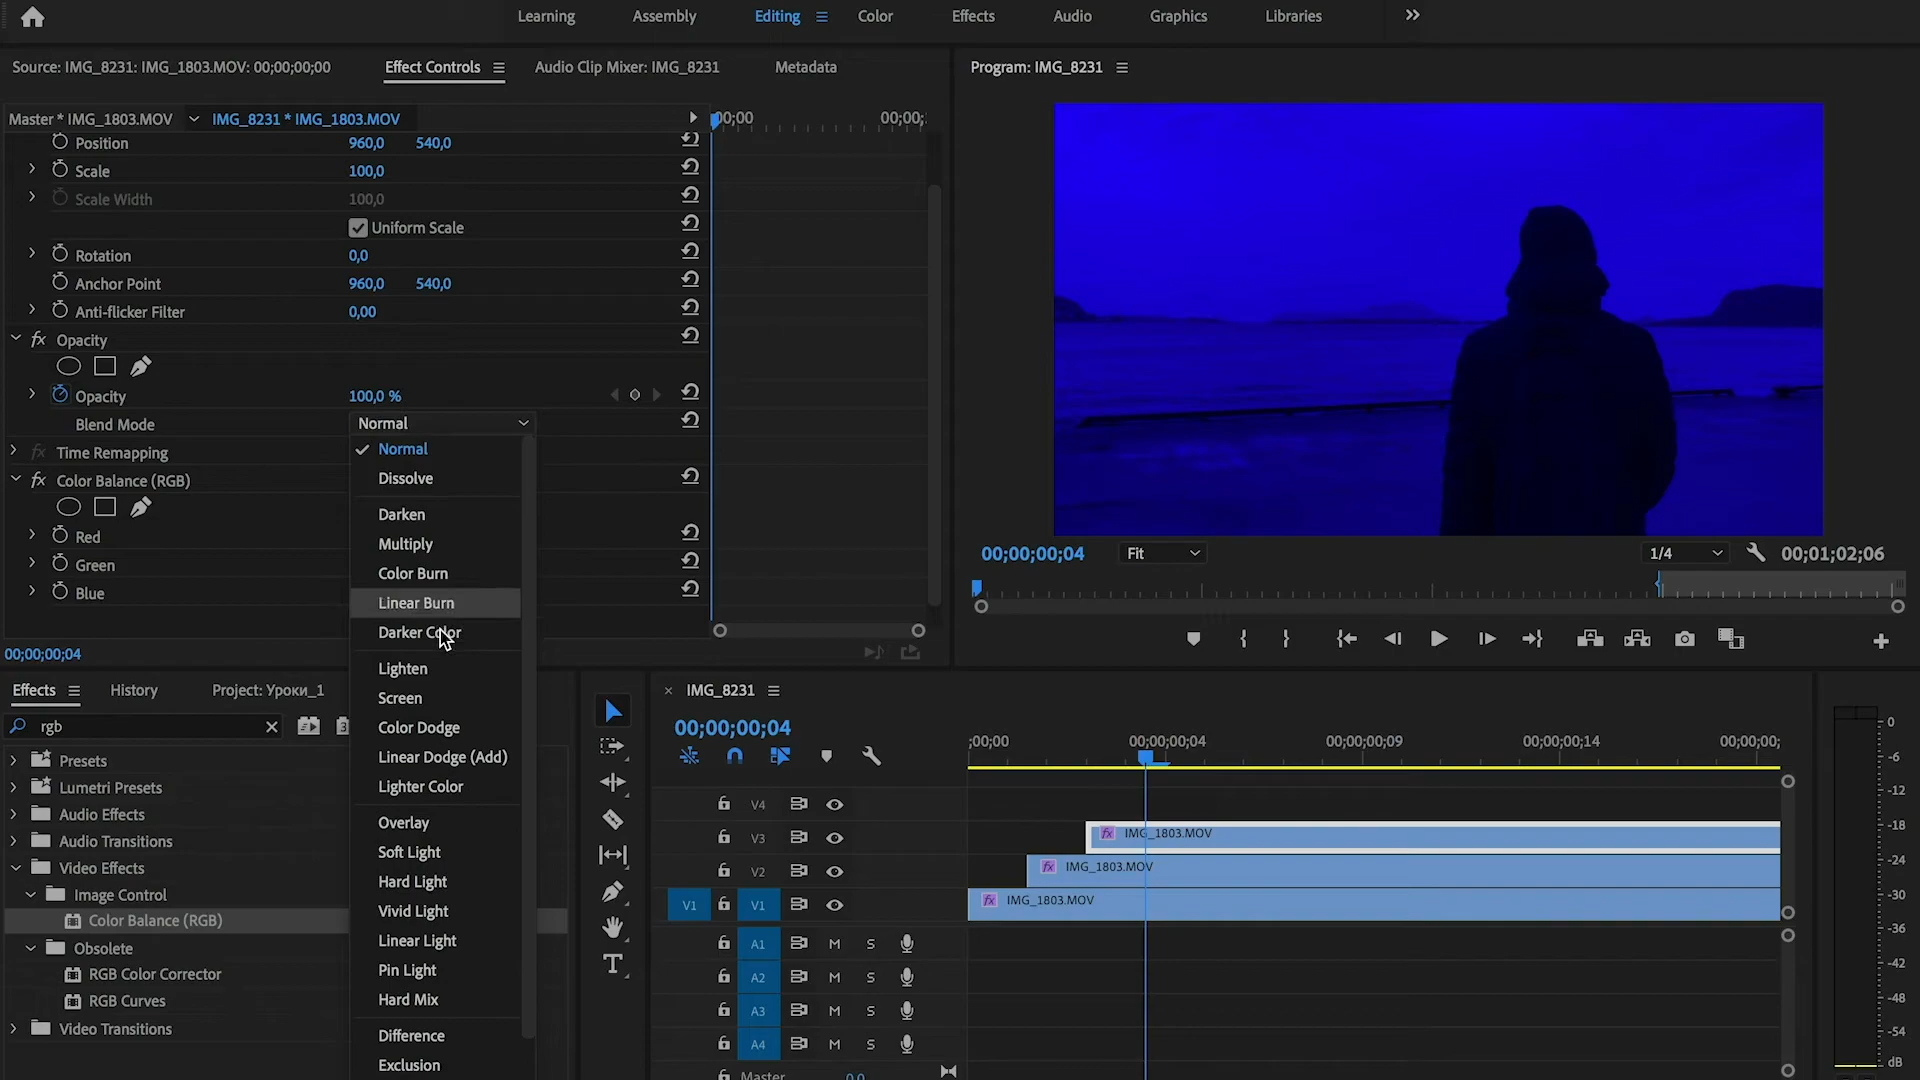 Learning Assembly Editing Color Effects Audio Graphics Libraries
Source: IMG_8231: IMG_1803.MOV: 00;00;00;00 Effect Controls Audio Clip Mixer: IMG_8231 Metadata
Program: IMG_8231
Master * IMG_1803.MOV IMG_8231 * IMG_1803.MOV
00;00 00;00;
Position 960,0 540,0
Scale 100,0
Scale Width 100,0
Uniform Scale
Rotation 0,0
Anchor Point 960,0 540,0
Anti-flicker Filter 0,00
fx Opacity
Opacity 100,0 %
Blend Mode Normal
fx Time Remapping
fx Color Balance (RGB)
Red
Green
Blue
00;00;00;04
Normal
Dissolve
Darken
Multiply
Color Burn
Linear Burn
Darker Color
Lighten
Screen
Color Dodge
Linear Dodge (Add)
Lighter Color
Overlay
Soft Light
Hard Light
Vivid Light
Linear Light
Pin Light
Hard Mix
Difference
Exclusion
00;00;00;04 Fit 1/4 00;01;02;06
Effects History Project: Уроки_1
rgb
Presets
Lumetri Presets
Audio Effects
Audio Transitions
Video Effects
Image Control
Color Balance (RGB)
Obsolete
RGB Color Corrector
RGB Curves
Video Transitions
× IMG_8231
00;00;00;04
;00;00 00;00;00;04 00;00;00;09 00;00;00;14 00;00;00;
V4
V3 fx IMG_1803.MOV
V2 fx IMG_1803.MOV
V1 V1 fx IMG_1803.MOV
A1 M S
A2 M S
A3 M S
A4 M S
Master 0,0
0
-6
-12
-18
-24
-30
-36
-42
-48
-54
dB